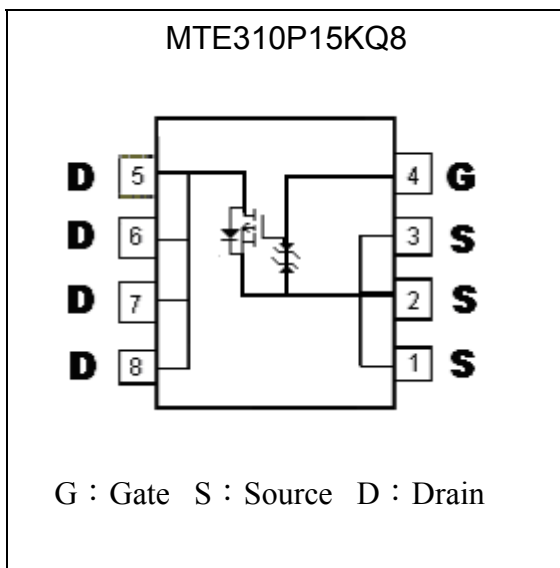 MTE310P15KQ8
D 5 4 G
D 6 3 S
D 7 2 S
D 8 1 S
G：Gate S：Source D：Drain